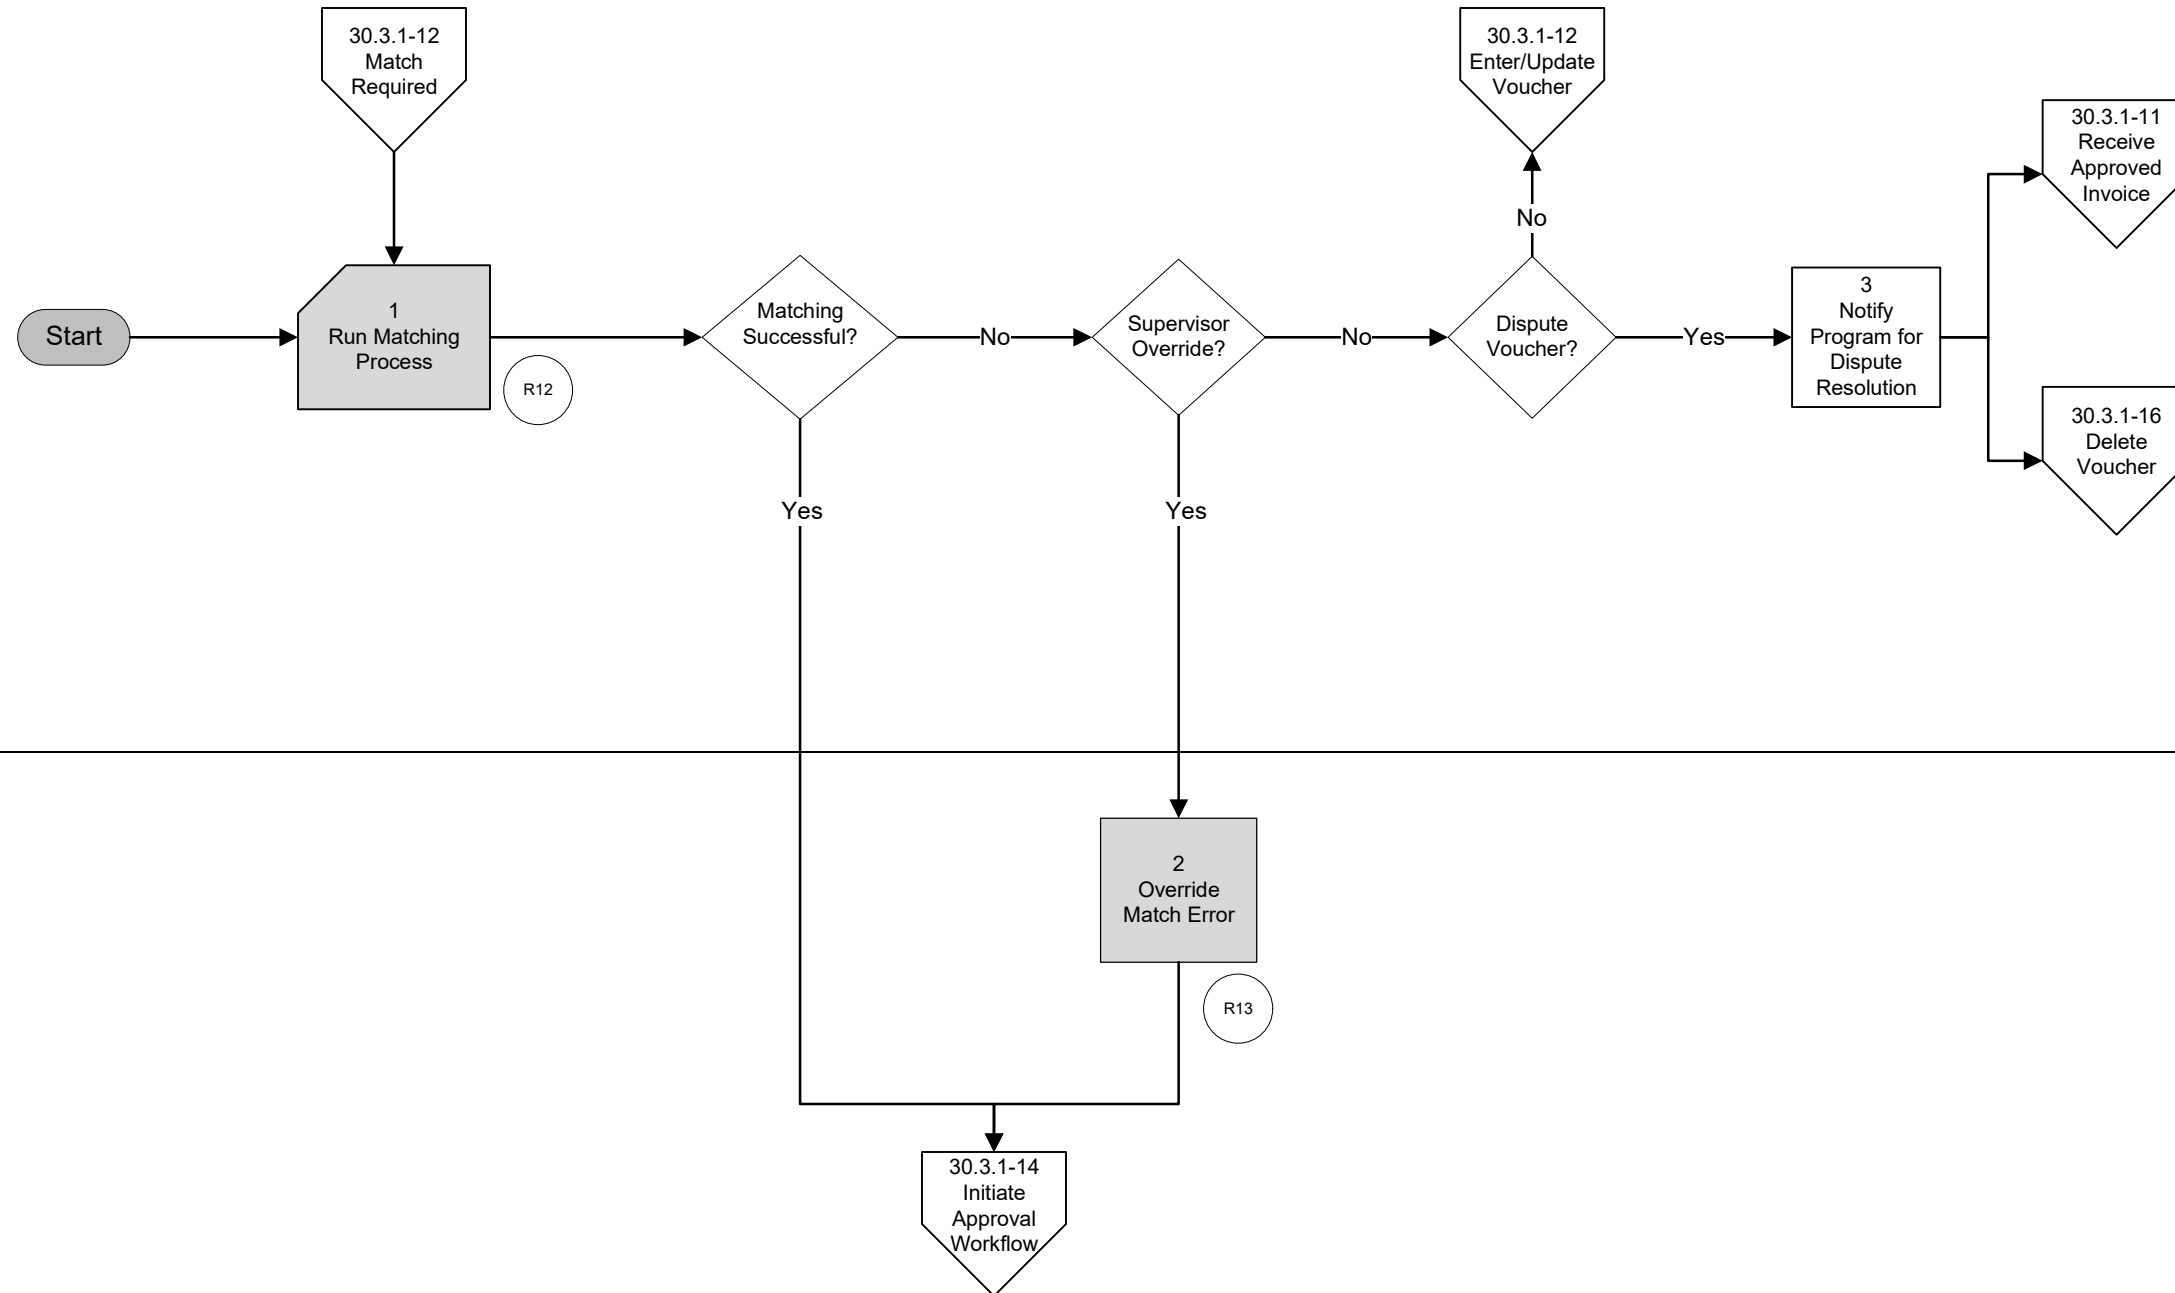 30.3.1-12
Match
Required
30.3.1-12
Enter/Update
Voucher
30.3.1-11
Receive
Approved
Invoice
No
Start
1
Run Matching
Process
R12
Matching
Successful?
No
Supervisor
Override?
No
Dispute
Voucher?
Yes
3
Notify
Program for
Dispute
Resolution
30.3.1-16
Delete
Voucher
Yes
Yes
2
Override
Match Error
R13
30.3.1-14
Initiate
Approval
Workflow